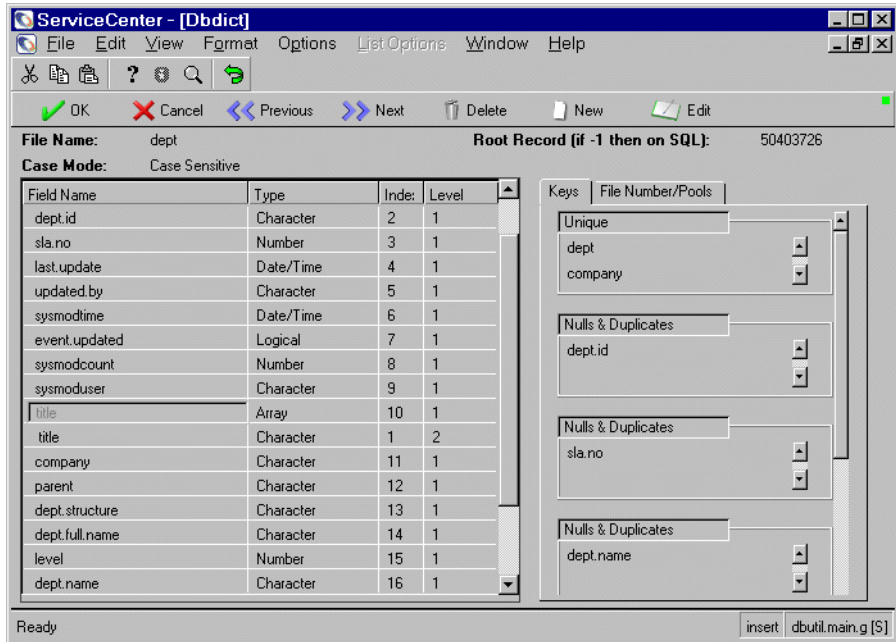 ServiceCenter - [Dbdict]
File Edit View Format Options List Options Window Help
?
OK Cancel Previous Next Delete New Edit
File Name: dept Root Record (if -1 then on SQL): 50403726
Case Mode: Case Sensitive
Field Name Type Inde: Level
dept.id Character 2 1
sla.no Number 3 1
last.update Date/Time 4 1
updated.by Character 5 1
sysmodtime Date/Time 6 1
event.updated Logical 7 1
sysmodcount Number 8 1
sysmoduser Character 9 1
title Array 10 1
title Character 1 2
company Character 11 1
parent Character 12 1
dept.structure Character 13 1
dept.full.name Character 14 1
level Number 15 1
dept.name Character 16 1
Keys File Number/Pools
Unique
dept
company
Nulls & Duplicates
dept.id
Nulls & Duplicates
sla.no
Nulls & Duplicates
dept.name
Ready insert dbutil.main.g [S]